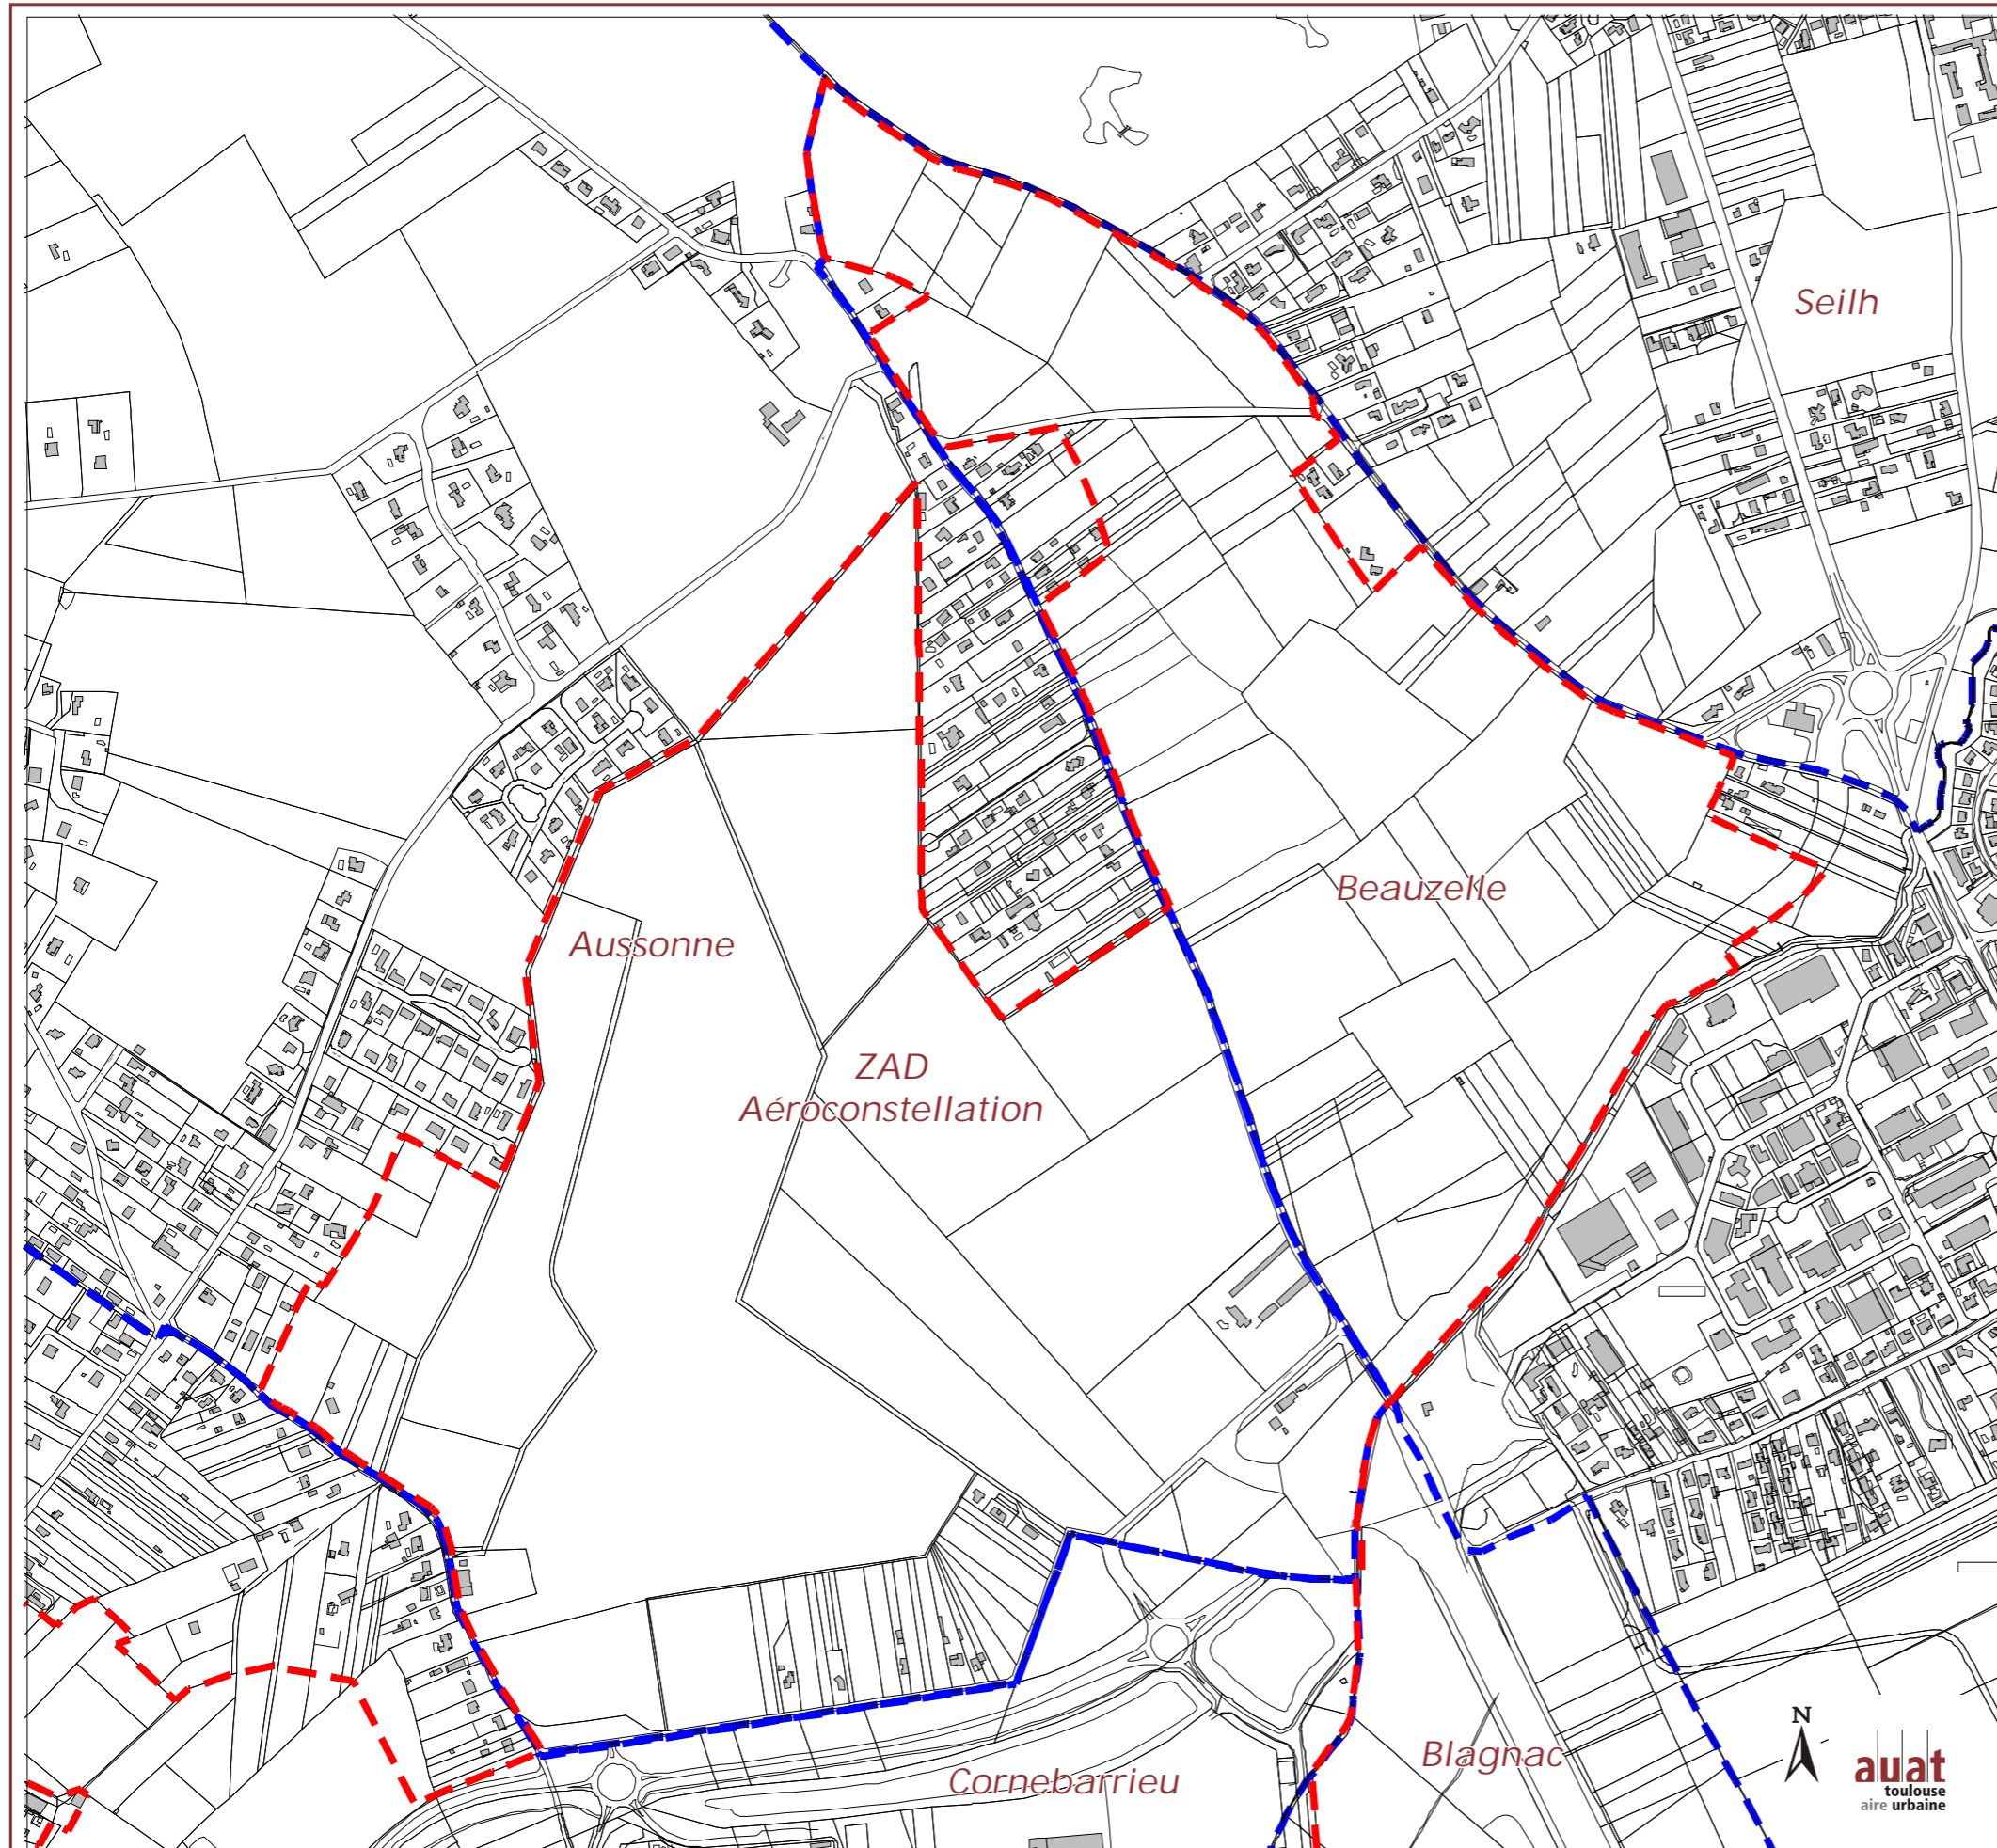 Seilh
Beauzelle
Aussonne
ZAD
Aéroconstellation
Blagnac
Cornebarrieu
N
auat
toulouse
aire urbaine